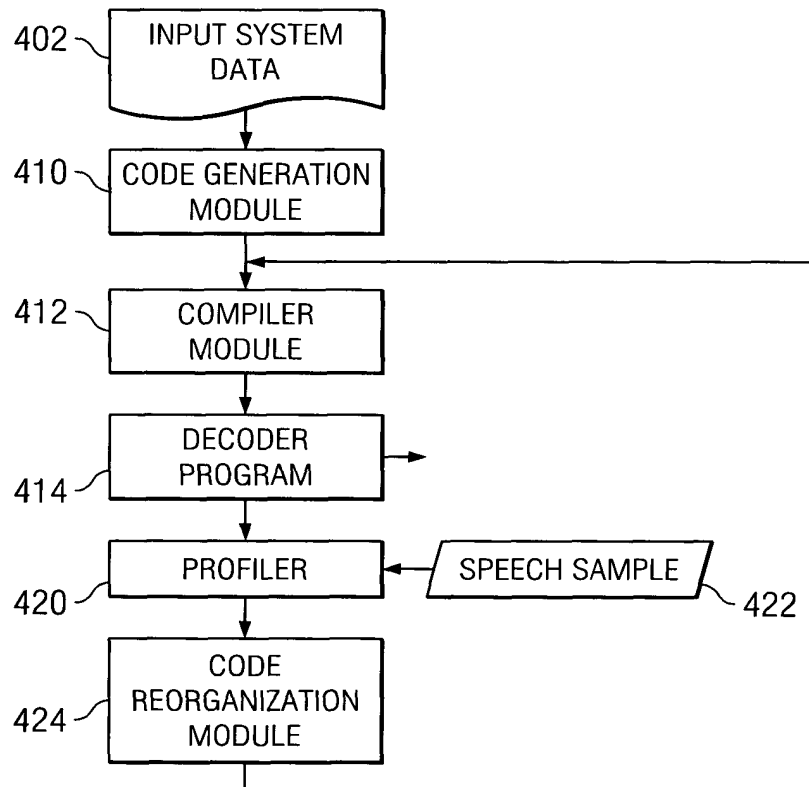 402
INPUT SYSTEM
DATA
410
CODE GENERATION
MODULE
412
COMPILER
MODULE
414
DECODER
PROGRAM
420
PROFILER
SPEECH SAMPLE
422
424
CODE
REORGANIZATION
MODULE